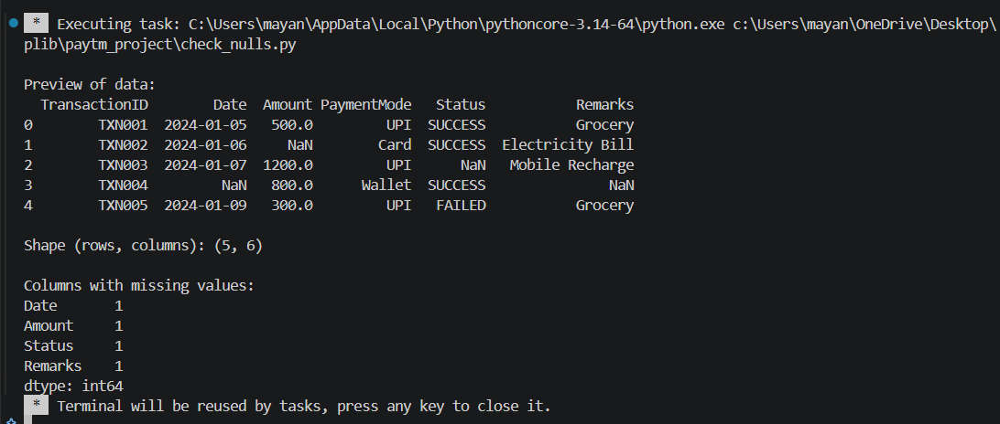 * Executing task: C:\Users\mayan\AppData\Local\Python\pythoncore-3.14-64\python.exe c:\Users\mayan\OneDrive\Desktop\
plib\paytm_project\check_nulls.py
Preview of data:
  TransactionID        Date  Amount PaymentMode   Status           Remarks
0        TXN001  2024-01-05   500.0         UPI  SUCCESS           Grocery
1        TXN002  2024-01-06     NaN        Card  SUCCESS  Electricity Bill
2        TXN003  2024-01-07  1200.0         UPI      NaN   Mobile Recharge
3        TXN004         NaN   800.0      Wallet  SUCCESS               NaN
4        TXN005  2024-01-09   300.0         UPI   FAILED           Grocery
Shape (rows, columns): (5, 6)
Columns with missing values:
Date       1
Amount     1
Status     1
Remarks    1
dtype: int64
* Terminal will be reused by tasks, press any key to close it.